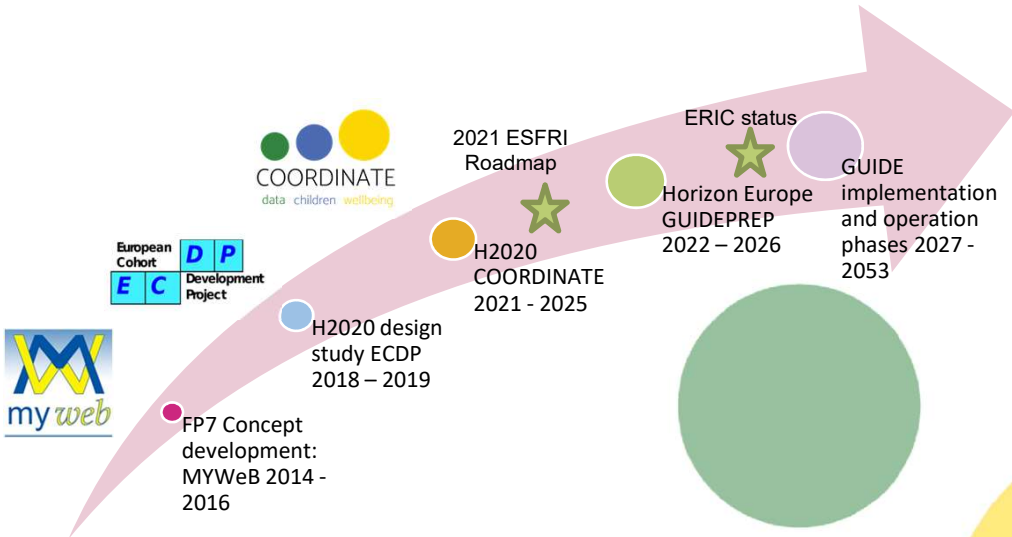 my web
European
Cohort
D P
E C
Development
Project
COORDINATE
data children wellbeing
FP7 Concept
development:
MYWeB 2014 -
2016
H2020 design
study ECDP
2018 – 2019
H2020
COORDINATE
2021 - 2025
2021 ESFRI
Roadmap
Horizon Europe
GUIDEPREP
2022 – 2026
ERIC status
GUIDE
implementation
and operation
phases 2027 -
2053